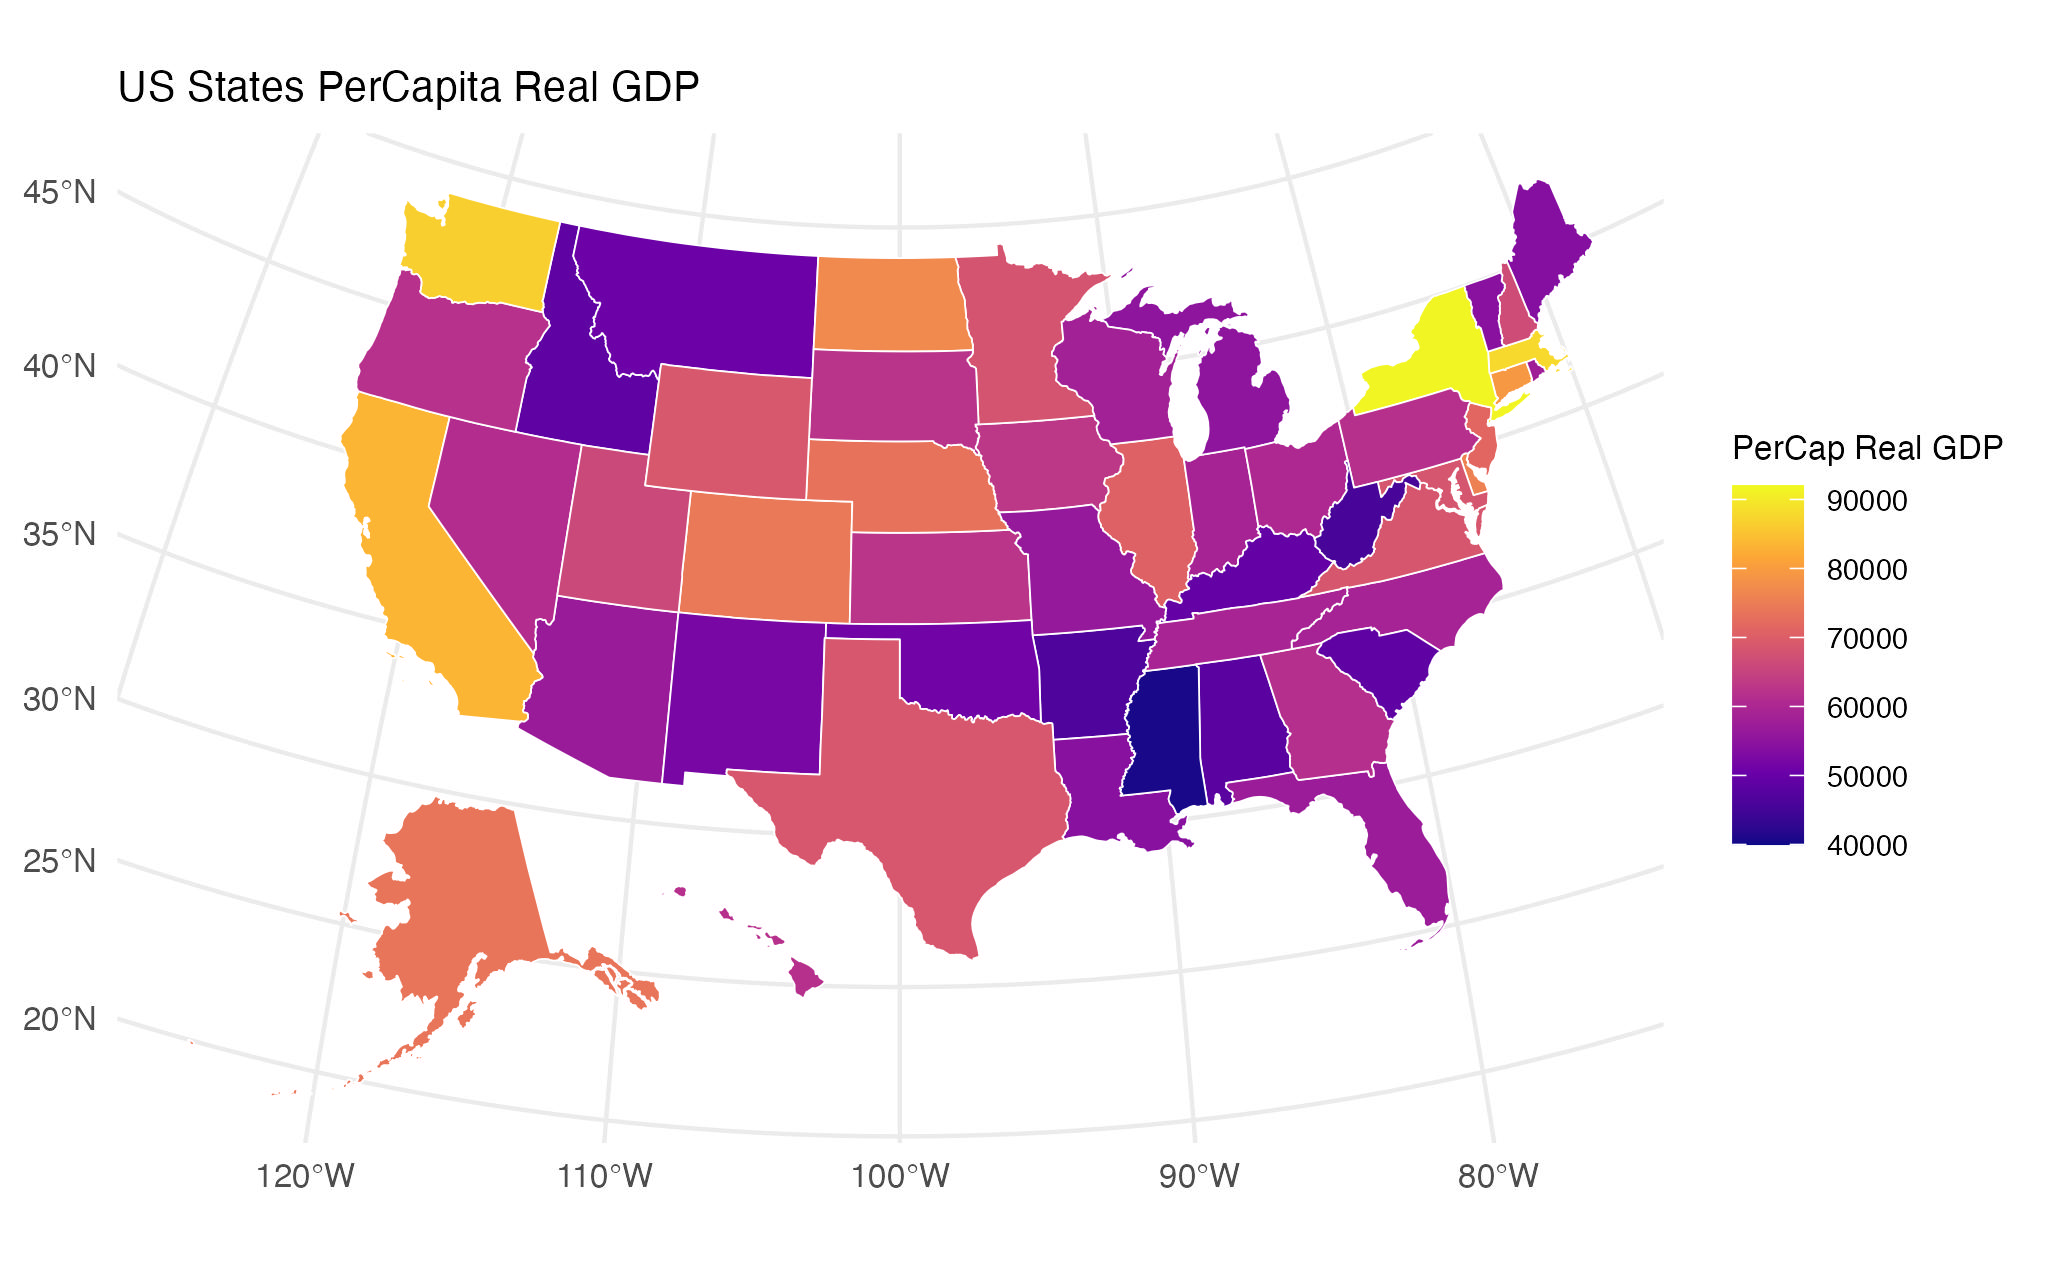 US States PerCapita Real GDP
45°N
40°N
35°N
30°N
25°N
20°N
120°W 110°W 100°W 90°W 80°W
PerCap Real GDP
90000
80000
70000
60000
50000
40000